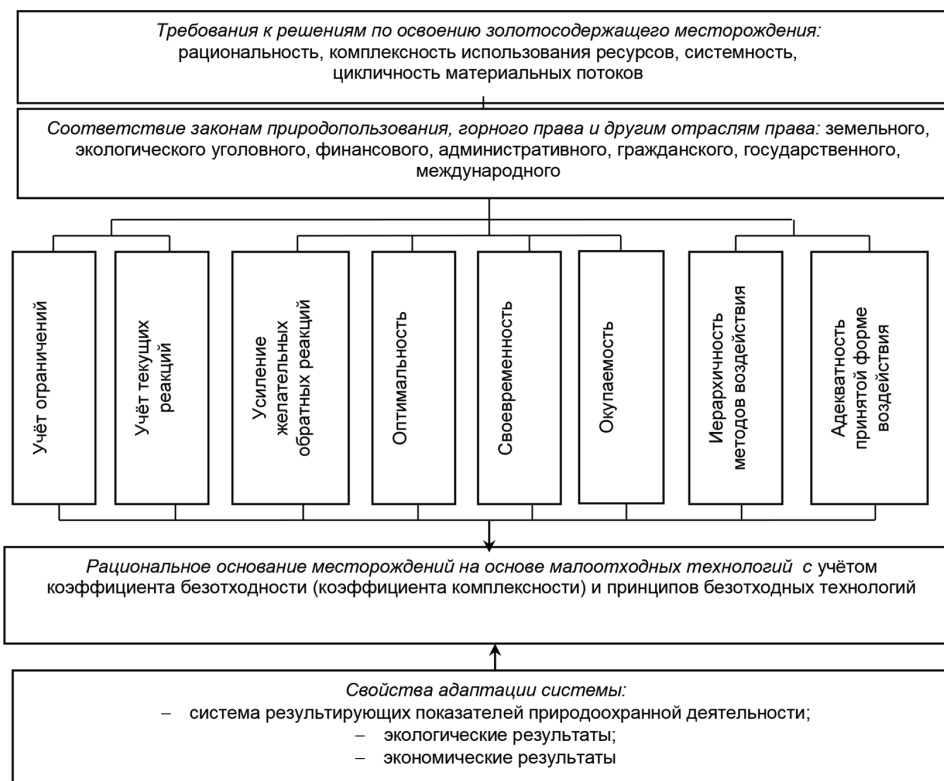 Требования к решениям по освоению золотосодержащего месторождения:
рациональность, комплексность использования ресурсов, системность,
цикличность материальных потоков
Соответствие законам природопользования, горного права и другим отраслям права: земельного,
экологического уголовного, финансового, административного, гражданского, государственного,
международного
Учёт ограничений
Учёт текущих
реакций
Усиление
желательных
обратных реакций
Оптимальность
Своевременность
Окупаемость
Иерархичность
методов воздействия
Адекватность
принятой форме
воздействия
Рациональное основание месторождений на основе малоотходных технологий с учётом
коэффициента безотходности (коэффициента комплексности) и принципов безотходных технологий
Свойства адаптации системы:
– система результирующих показателей природоохранной деятельности;
– экологические результаты;
– экономические результаты